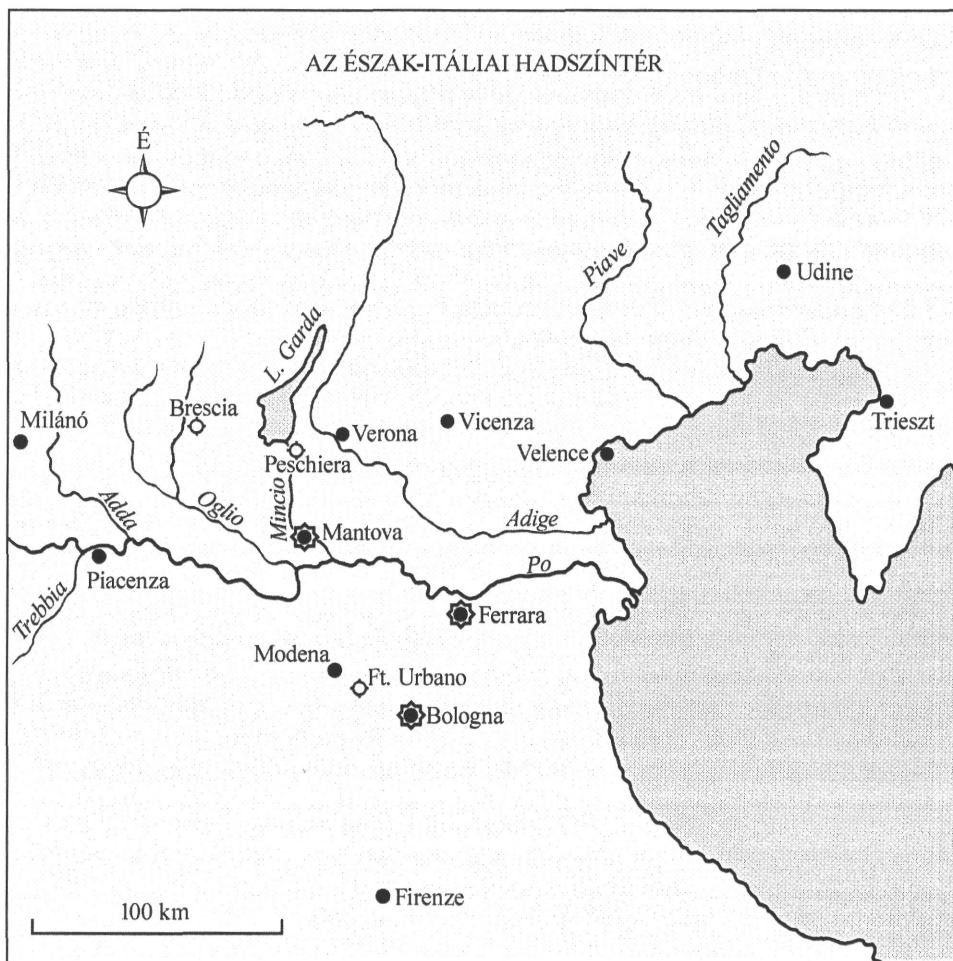 AZ ÉSZAK-ITÁLIAI HADSZÍNTÉR
É
Tagliamento
Piave
Udine
L. Garda
Brescia
Milánó
Verona
Vicenza
Trieszt
Velence
Peschiera
Oglio
Mincio
Adda
Mantova
Adige
Piacenza
Po
Trebbia
Ferrara
Modena
Ft. Urbano
Bologna
Firenze
100 km